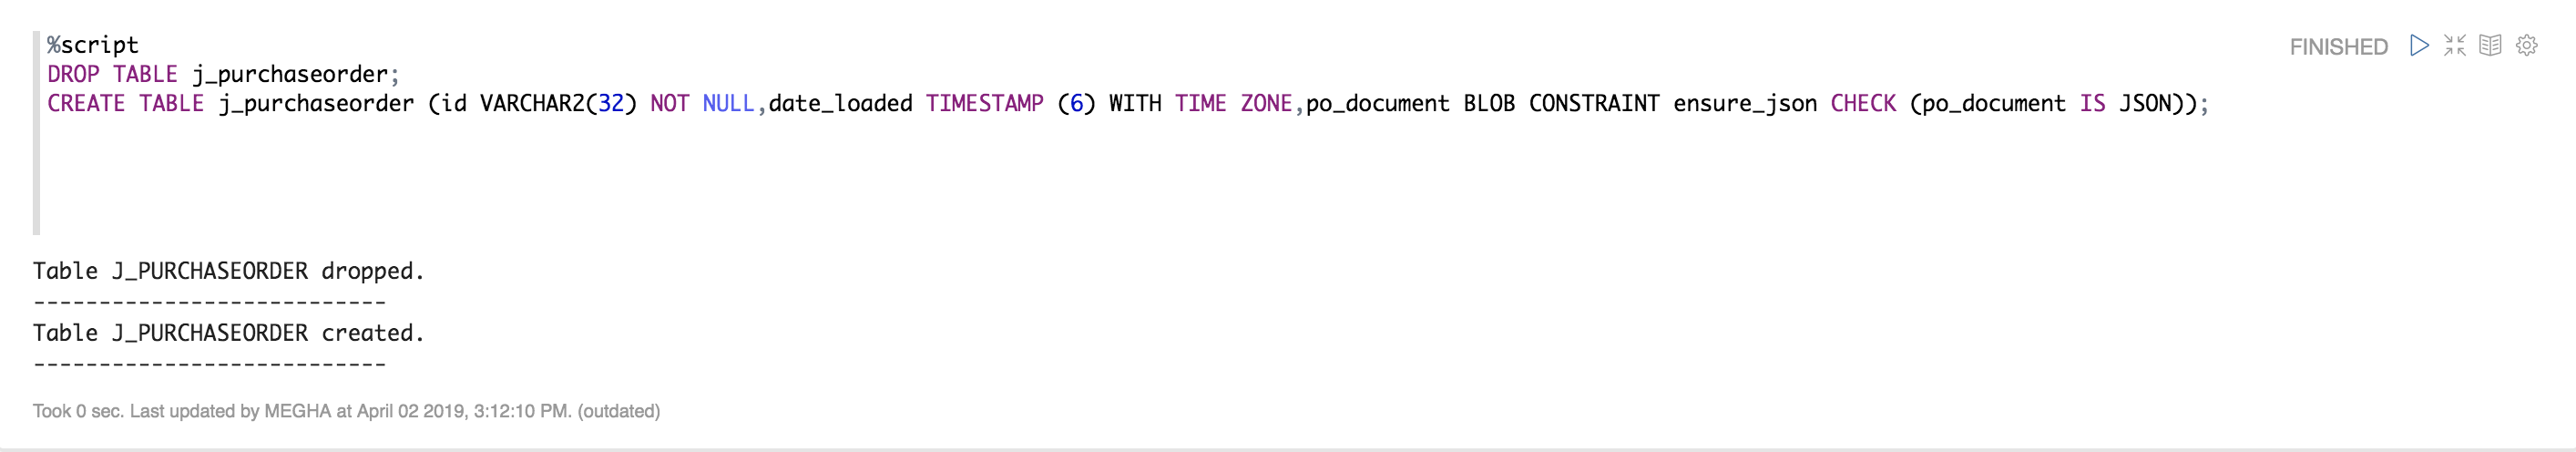 %script
FINISHED
DROP TABLE j_purchaseorder;
CREATE TABLE j_purchaseorder (id VARCHAR2(32) NOT NULL,date_loaded TIMESTAMP (6) WITH TIME ZONE,po_document BLOB CONSTRAINT ensure_json CHECK (po_document IS JSON));
Table J_PURCHASEORDER dropped.
---------------------------
Table J_PURCHASEORDER created.
---------------------------
Took 0 sec. Last updated by MEGHA at April 02 2019, 3:12:10 PM. (outdated)